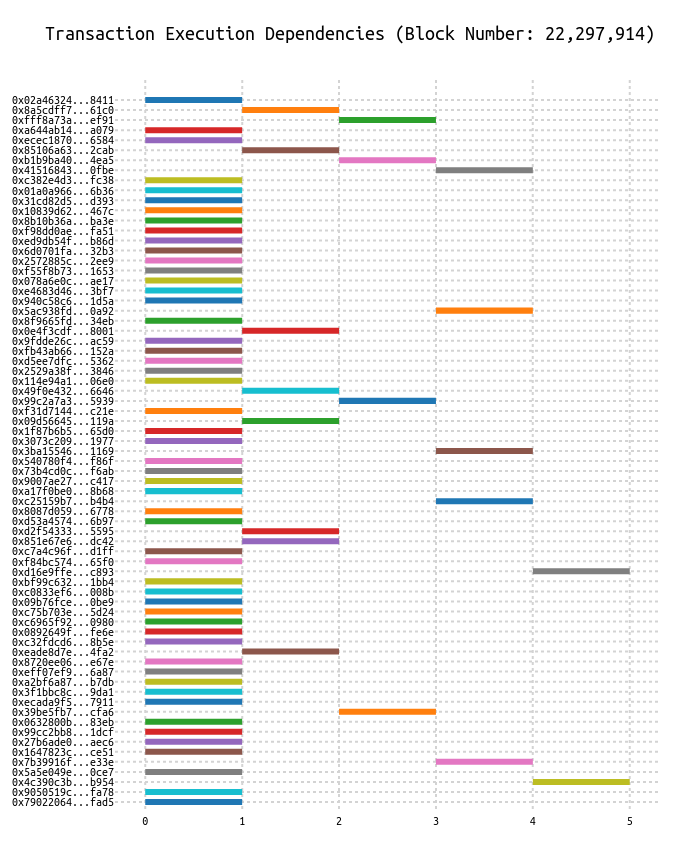 Transaction Execution Dependencies (Block Number: 22,297,914)
0x02a46324...8411
0x8a5cdff7...61c0
0xfff8a73a...ef91
0xa644ab14...a079
0xecec1870...6584
0x85106a63...2cab
0xb1b9ba40...4ea5
0x41516843...0fbe
0xc382e4d3...fc38
0x01a0a966...6b36
0x31cd82d5...d393
0x10839d62...467c
0x8b10b36a...ba3e
0xf98dd0ae...fa51
0xed9db54f...b86d
0x6d0701fa...32b3
0x2572885c...2ee9
0xf55f8b73...1653
0x078a6e0c...ae17
0xe4683d46...3bf7
0x940c58c6...1d5a
0x5ac938fd...0a92
0x8f9665fd...34eb
0x0e4f3cdf...8001
0x9fdde26c...ac59
0xfb43ab66...152a
0xd5ee7dfc...5362
0x2529a38f...3846
0x114e94a1...06e0
0x49f0e432...6646
0x99c2a7a3...5939
0xf31d7144...c21e
0x09d56645...119a
0x1f87b6b5...65d0
0x3073c209...1977
0x3ba15546...1169
0x540780f4...f86f
0x73b4cd0c...f6ab
0x9007ae27...c417
0xa17f0be0...8b68
0xc25159b7...b4b4
0x8087d059...6778
0xd53a4574...6b97
0xd2f54333...5595
0x851e67e6...dc42
0xc7a4c96f...d1ff
0xf84bc574...65f0
0xd16e9ffe...c893
0xbf99c632...1bb4
0xc0833ef6...008b
0x09b76fce...0be9
0xc75b703e...5d24
0xc6965f92...0980
0x0892649f...fe6e
0xc32fdcd6...8b5e
0xeade8d7e...4fa2
0x8720ee06...e67e
0xeff07ef9...6a87
0xa2bf6a87...b7db
0x3f1bbc8c...9da1
0xecada9f5...7911
0x39be5fb7...cfa6
0x0632800b...83eb
0x99cc2bb8...1dcf
0x27b6ade0...aec6
0x1647823c...ce51
0x7b39916f...e33e
0x5a5e049e...0ce7
0x4c390c3b...b954
0x9050519c...fa78
0x79022064...fad5
0 1 2 3 4 5